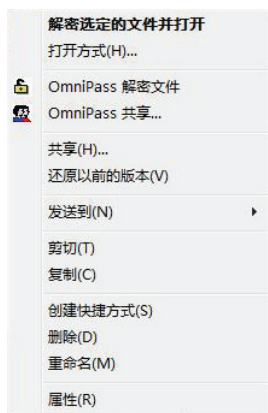 解密选定的文件并打开
打开方式(H)...
OmniPass 解密文件
OmniPass 共享...
共享(H)...
还原以前的版本(V)
发送到(N)
剪切(T)
复制(C)
创建快捷方式(S)
删除(D)
重命名(M)
属性(R)